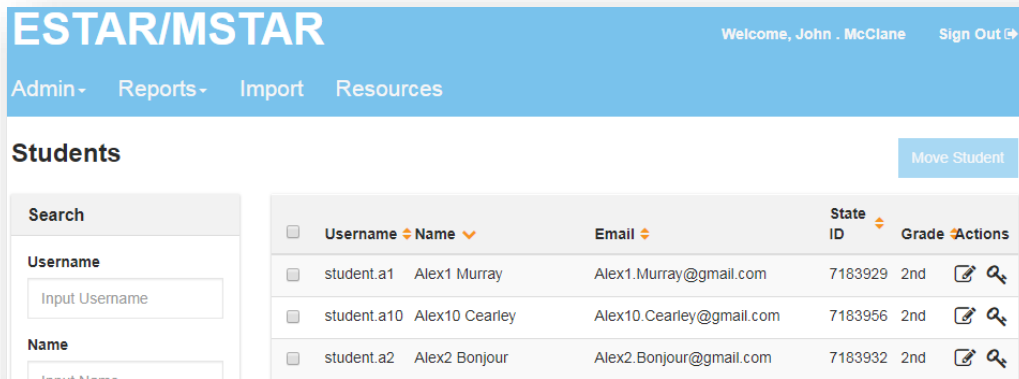 ESTAR/MSTAR
Welcome, John . McClane Sign Out
Admin Reports Import Resources
Students
Move Student
Search
Username
Input Username
Name
Input Name
Username Name Email State ID Grade Actions
student.a1 Alex1 Murray Alex1.Murray@gmail.com 7183929 2nd
student.a10 Alex10 Cearley Alex10.Cearley@gmail.com 7183956 2nd
student.a2 Alex2 Bonjour Alex2.Bonjour@gmail.com 7183932 2nd